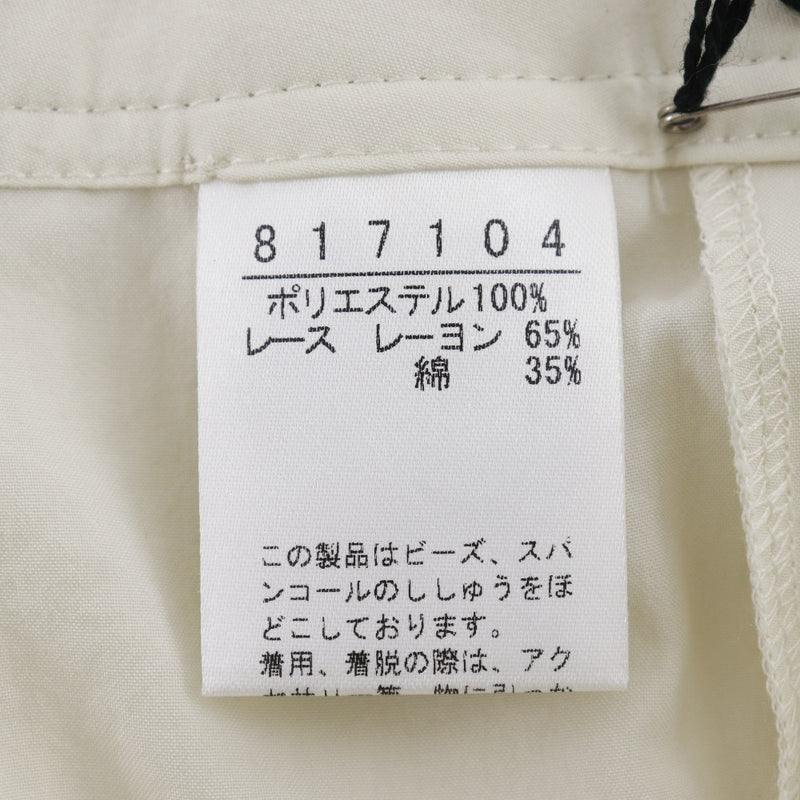 817104
ポリエステル100%
レース レーヨン 65%
綿 35%
この製品はビーズ、スパ
ンコールのししゅうをほ
どこしております。
着用、着脱の際は、アク